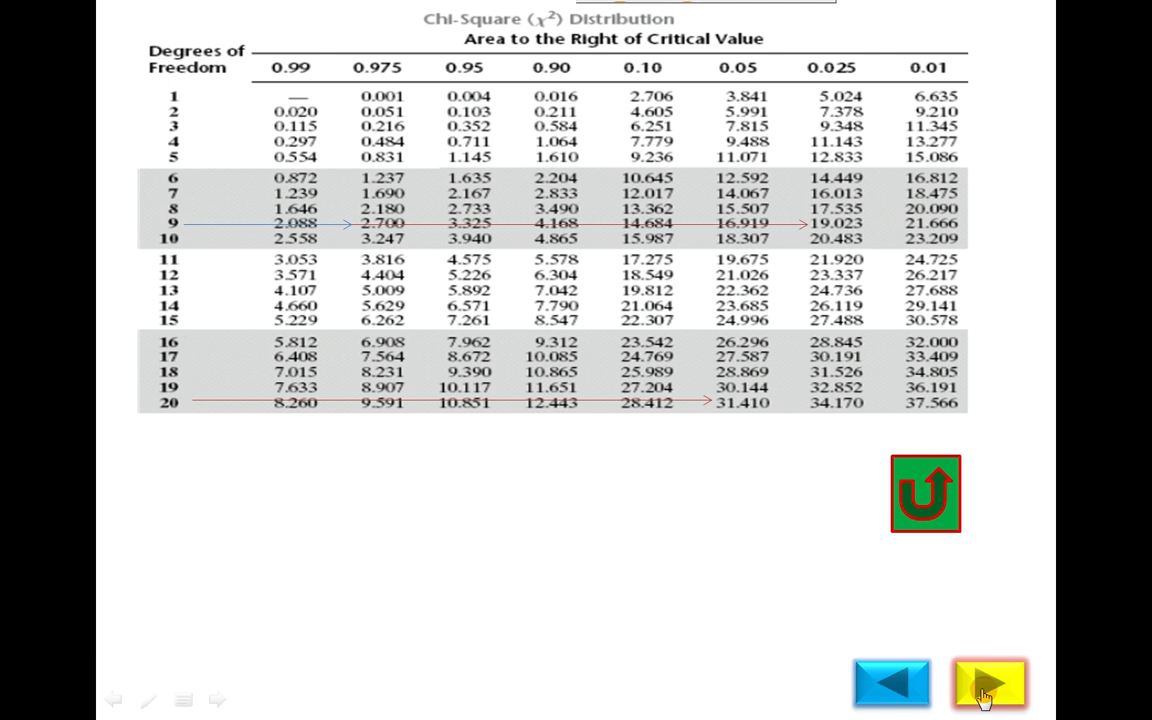 Chi-Square (χ²) Distribution
Area to the Right of Critical Value
Degrees of
Freedom 0.99 0.975 0.95 0.90 0.10 0.05 0.025 0.01
1 — 0.001 0.004 0.016 2.706 3.841 5.024 6.635
2 0.020 0.051 0.103 0.211 4.605 5.991 7.378 9.210
3 0.115 0.216 0.352 0.584 6.251 7.815 9.348 11.345
4 0.297 0.484 0.711 1.064 7.779 9.488 11.143 13.277
5 0.554 0.831 1.145 1.610 9.236 11.071 12.833 15.086
6 0.872 1.237 1.635 2.204 10.645 12.592 14.449 16.812
7 1.239 1.690 2.167 2.833 12.017 14.067 16.013 18.475
8 1.646 2.180 2.733 3.490 13.362 15.507 17.535 20.090
9 2.088 2.700 3.325 4.168 14.684 16.919 19.023 21.666
10 2.558 3.247 3.940 4.865 15.987 18.307 20.483 23.209
11 3.053 3.816 4.575 5.578 17.275 19.675 21.920 24.725
12 3.571 4.404 5.226 6.304 18.549 21.026 23.337 26.217
13 4.107 5.009 5.892 7.042 19.812 22.362 24.736 27.688
14 4.660 5.629 6.571 7.790 21.064 23.685 26.119 29.141
15 5.229 6.262 7.261 8.547 22.307 24.996 27.488 30.578
16 5.812 6.908 7.962 9.312 23.542 26.296 28.845 32.000
17 6.408 7.564 8.672 10.085 24.769 27.587 30.191 33.409
18 7.015 8.231 9.390 10.865 25.989 28.869 31.526 34.805
19 7.633 8.907 10.117 11.651 27.204 30.144 32.852 36.191
20 8.260 9.591 10.851 12.443 28.412 31.410 34.170 37.566